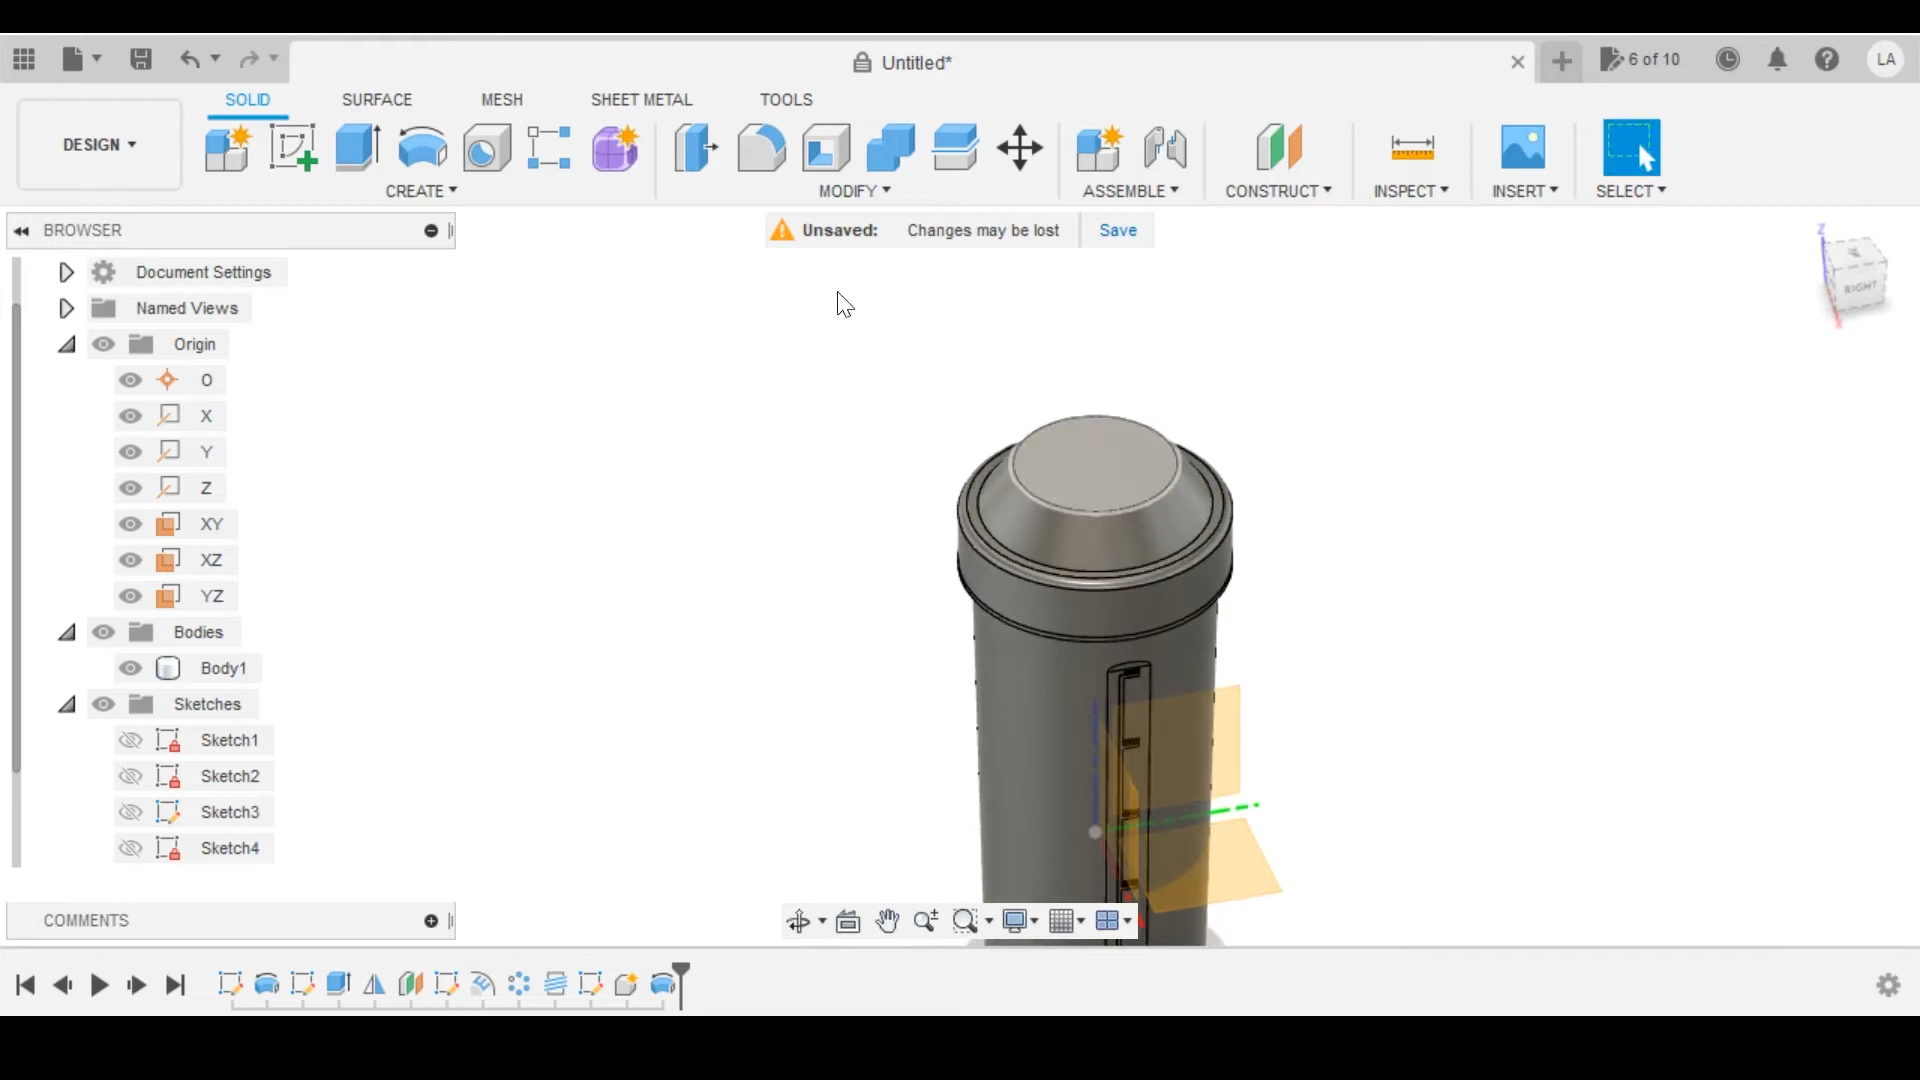 Untitled*
6 of 10
LA
DESIGN
SOLID
SURFACE
MESH
SHEET METAL
TOOLS
CREATE
MODIFY
ASSEMBLE
CONSTRUCT
INSPECT
INSERT
SELECT
BROWSER
Unsaved: Changes may be lost Save
Z
RIGHT
Document Settings
Named Views
Origin
O
X
Y
Z
XY
XZ
YZ
Bodies
Body1
Sketches
Sketch1
Sketch2
Sketch3
Sketch4
COMMENTS